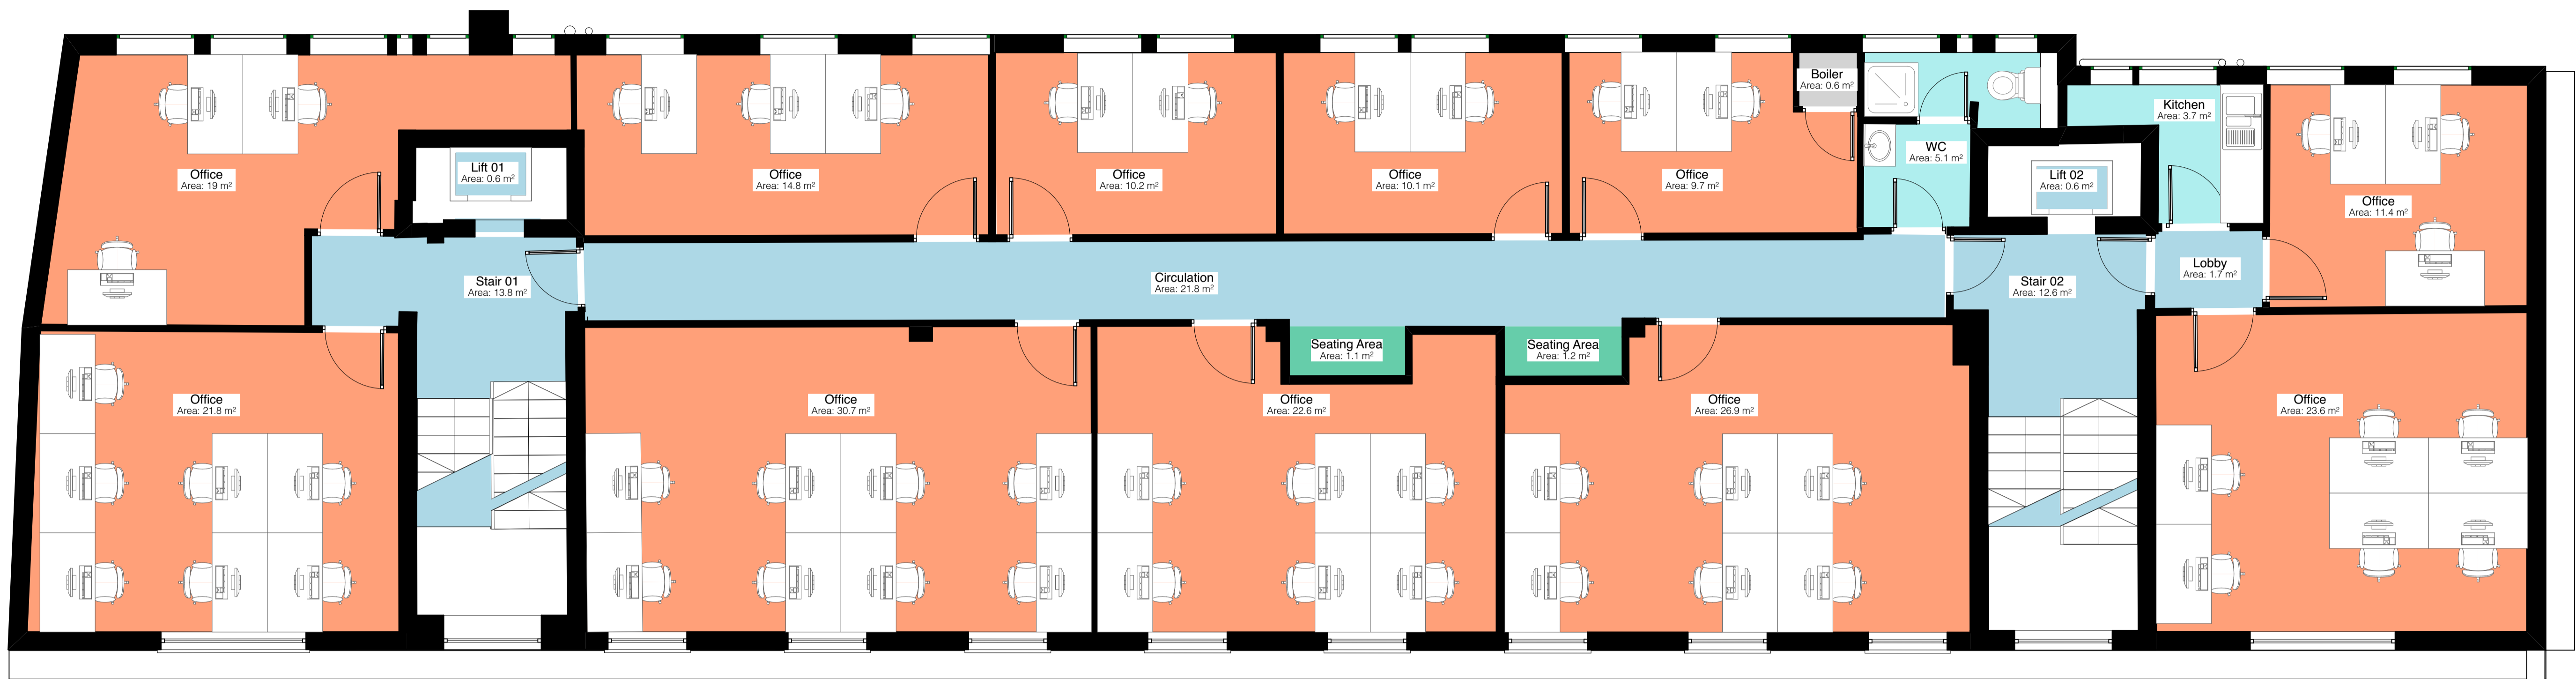 Boiler
Area: 0.6 m²
Kitchen
Area: 3.7 m²
WC
Area: 5.1 m²
Lift 01
Area: 0.6 m²
Office
Area: 19 m²
Office
Area: 14.8 m²
Office
Area: 10.2 m²
Office
Area: 10.1 m²
Office
Area: 9.7 m²
Lift 02
Area: 0.6 m²
Office
Area: 11.4 m²
Stair 01
Area: 13.8 m²
Circulation
Area: 21.8 m²
Stair 02
Area: 12.6 m²
Lobby
Area: 1.7 m²
Seating Area
Area: 1.1 m²
Seating Area
Area: 1.2 m²
Office
Area: 21.8 m²
Office
Area: 30.7 m²
Office
Area: 22.6 m²
Office
Area: 26.9 m²
Office
Area: 23.6 m²